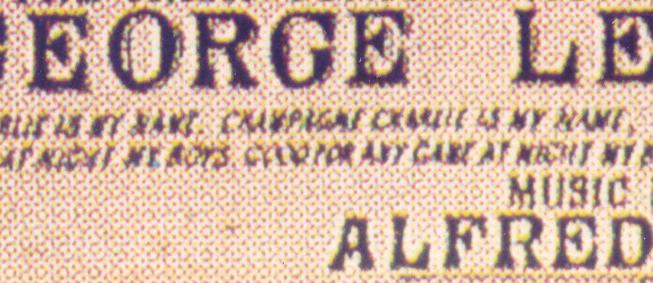 GEORGE LE
RLIE IS MY NAME, CHAMPAGNE CHARLIE IS MY NAME,
AT NIGHT MY BOYS, GOOD FOR ANY GAME AT NIGHT MY B
MUSIC
ALFRED